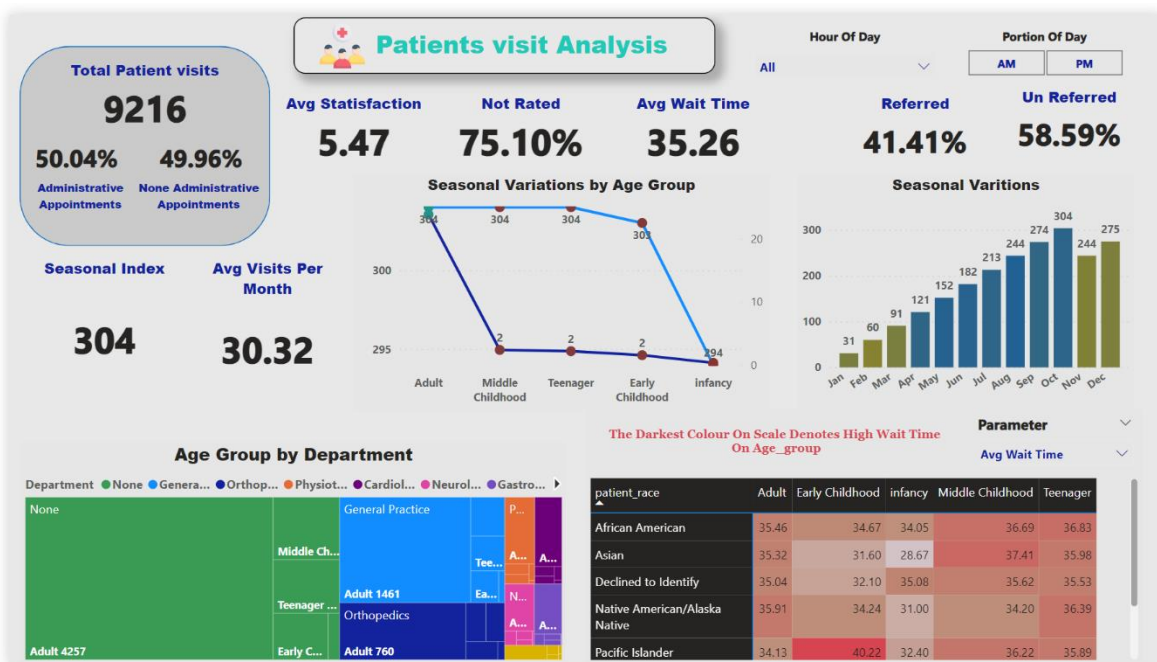 Patients visit Analysis
Hour Of Day
All
Portion Of Day
AM PM
Total Patient visits
9216
50.04% 49.96%
Administrative Appointments
None Administrative Appointments
Avg Statisfaction
5.47
Not Rated
75.10%
Avg Wait Time
35.26
Referred
41.41%
Un Referred
58.59%
Seasonal Index
304
Avg Visits Per Month
30.32
Seasonal Variations by Age Group
304 304 304 303 294
2 2 2
300
295
20
10
0
Adult
Middle Childhood
Teenager
Early Childhood
infancy
Seasonal Varitions
300
200
100
0
31 60 91 121 152 182 213 244 274 304 244 275
Jan Feb Mar Apr May Jun Jul Aug Sep Oct Nov Dec
Age Group by Department
Department None Genera... Orthop... Physiot... Cardiol... Neurol... Gastro...
None
Middle Ch...
Teenager ...
Adult 4257
Early C...
General Practice
Tee...
Adult 1461
Ea...
Orthopedics
Adult 760
P...
A...
A...
N...
A...
A...
The Darkest Colour On Scale Denotes High Wait Time
On Age_group
Parameter
Avg Wait Time
patient_race Adult Early Childhood infancy Middle Childhood Teenager
African American 35.46 34.67 34.05 36.69 36.83
Asian 35.32 31.60 28.67 37.41 35.98
Declined to Identify 35.04 32.10 35.08 35.62 35.53
Native American/Alaska
Native 35.91 34.24 31.00 34.20 36.39
Pacific Islander 34.13 40.22 32.40 36.22 35.89